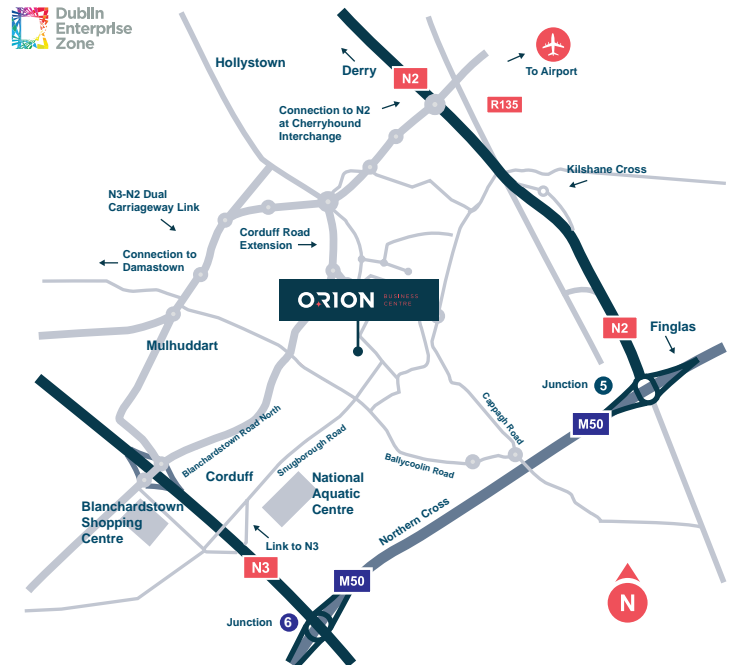 Dublin
Enterprise
Zone
Hollystown
Derry
N2
To Airport
R135
Connection to N2
at Cherryhound
Interchange
Kilshane Cross
N3-N2 Dual
Carriageway Link
Corduff Road
Extension
Connection to
Damastown
ORION
BUSINESS
CENTRE
N2
Finglas
Mulhuddart
Junction 5
M50
Cappagh Road
Blanchardstown Road North
Snugborough Road
Ballycoolin Road
Corduff
National
Aquatic
Centre
Blanchardstown
Shopping
Centre
Northern Cross
Link to N3
N3
M50
N
Junction 6